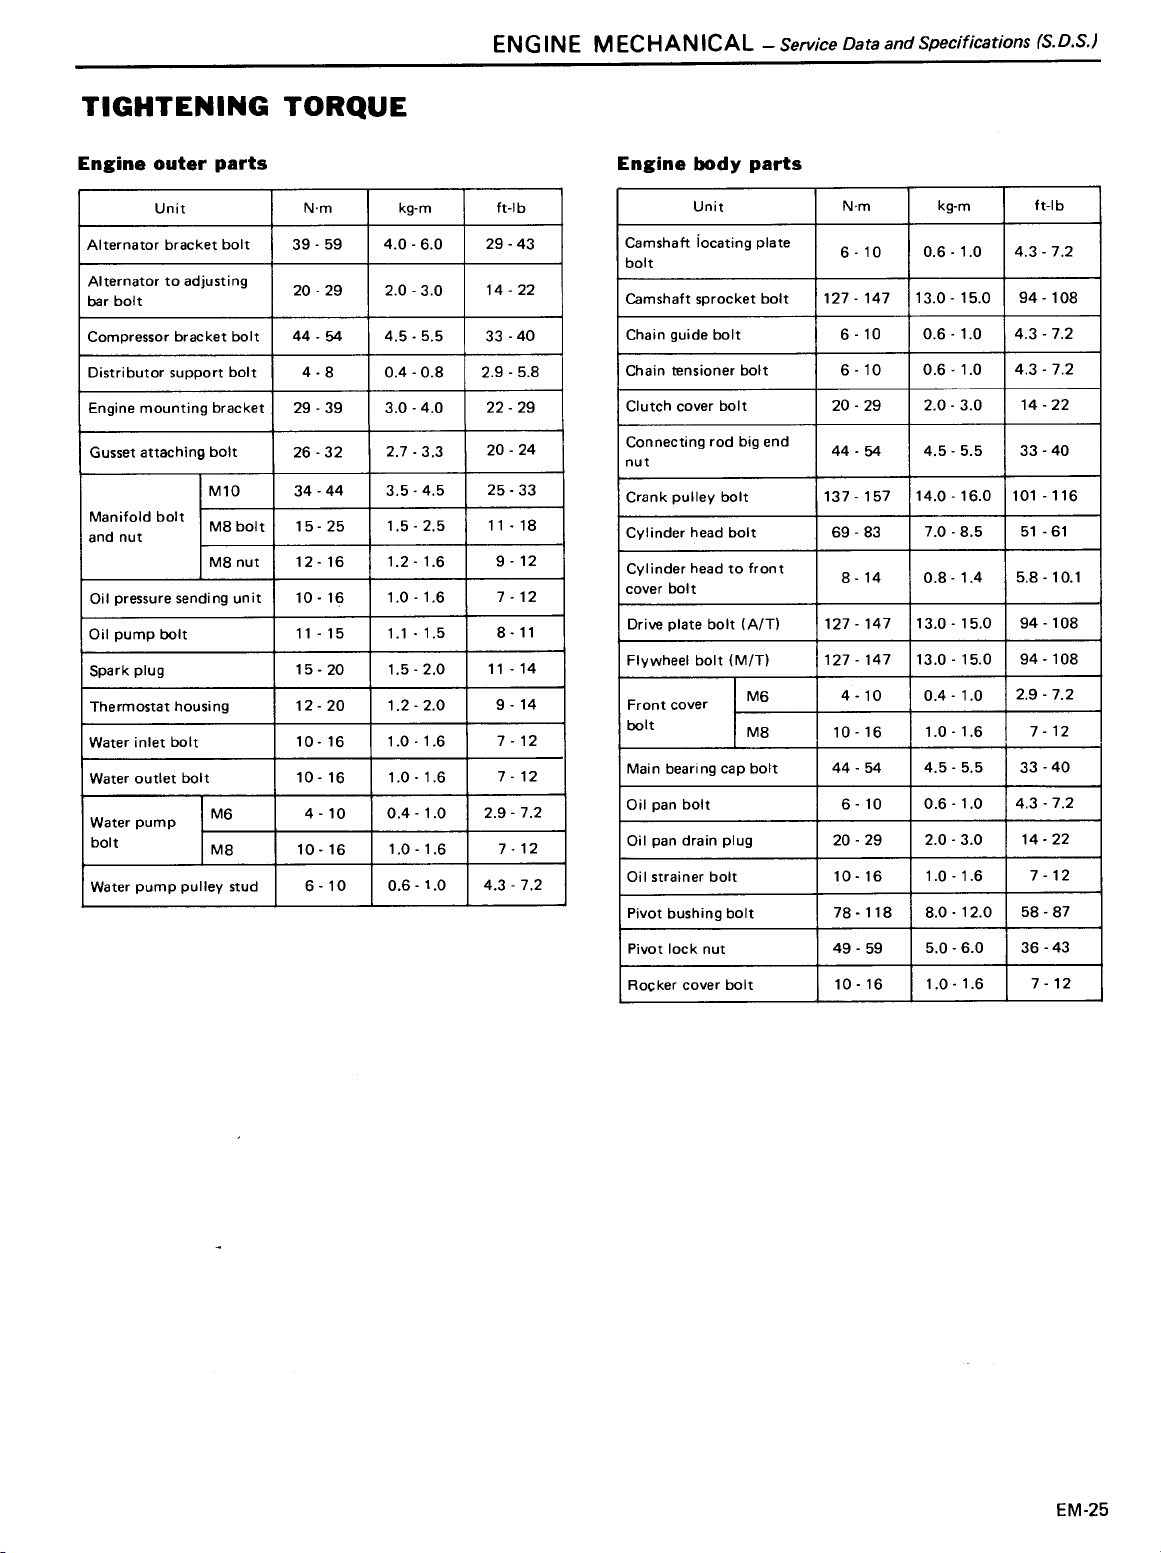 ENGINE MECHANICAL – Service Data and Specifications (S.D.S.)
TIGHTENING TORQUE
Engine outer parts
Unit N·m kg-m ft-lb
Alternator bracket bolt 39 - 59 4.0 - 6.0 29 - 43
Alternator to adjusting
bar bolt 20 - 29 2.0 - 3.0 14 - 22
Compressor bracket bolt 44 - 54 4.5 - 5.5 33 - 40
Distributor support bolt 4 - 8 0.4 - 0.8 2.9 - 5.8
Engine mounting bracket 29 - 39 3.0 - 4.0 22 - 29
Gusset attaching bolt 26 - 32 2.7 - 3.3 20 - 24
Manifold bolt
and nut
M10 34 - 44 3.5 - 4.5 25 - 33
M8 bolt 15 - 25 1.5 - 2.5 11 - 18
M8 nut 12 - 16 1.2 - 1.6 9 - 12
Oil pressure sending unit 10 - 16 1.0 - 1.6 7 - 12
Oil pump bolt 11 - 15 1.1 - 1.5 8 - 11
Spark plug 15 - 20 1.5 - 2.0 11 - 14
Thermostat housing 12 - 20 1.2 - 2.0 9 - 14
Water inlet bolt 10 - 16 1.0 - 1.6 7 - 12
Water outlet bolt 10 - 16 1.0 - 1.6 7 - 12
Water pump
bolt
M6 4 - 10 0.4 - 1.0 2.9 - 7.2
M8 10 - 16 1.0 - 1.6 7 - 12
Water pump pulley stud 6 - 10 0.6 - 1.0 4.3 - 7.2
Engine body parts
Unit N·m kg-m ft-lb
Camshaft locating plate
bolt 6 - 10 0.6 - 1.0 4.3 - 7.2
Camshaft sprocket bolt 127 - 147 13.0 - 15.0 94 - 108
Chain guide bolt 6 - 10 0.6 - 1.0 4.3 - 7.2
Chain tensioner bolt 6 - 10 0.6 - 1.0 4.3 - 7.2
Clutch cover bolt 20 - 29 2.0 - 3.0 14 - 22
Connecting rod big end
nut 44 - 54 4.5 - 5.5 33 - 40
Crank pulley bolt 137 - 157 14.0 - 16.0 101 - 116
Cylinder head bolt 69 - 83 7.0 - 8.5 51 - 61
Cylinder head to front
cover bolt 8 - 14 0.8 - 1.4 5.8 - 10.1
Drive plate bolt (A/T) 127 - 147 13.0 - 15.0 94 - 108
Flywheel bolt (M/T) 127 - 147 13.0 - 15.0 94 - 108
Front cover
bolt
M6 4 - 10 0.4 - 1.0 2.9 - 7.2
M8 10 - 16 1.0 - 1.6 7 - 12
Main bearing cap bolt 44 - 54 4.5 - 5.5 33 - 40
Oil pan bolt 6 - 10 0.6 - 1.0 4.3 - 7.2
Oil pan drain plug 20 - 29 2.0 - 3.0 14 - 22
Oil strainer bolt 10 - 16 1.0 - 1.6 7 - 12
Pivot bushing bolt 78 - 118 8.0 - 12.0 58 - 87
Pivot lock nut 49 - 59 5.0 - 6.0 36 - 43
Rocker cover bolt 10 - 16 1.0 - 1.6 7 - 12
EM-25